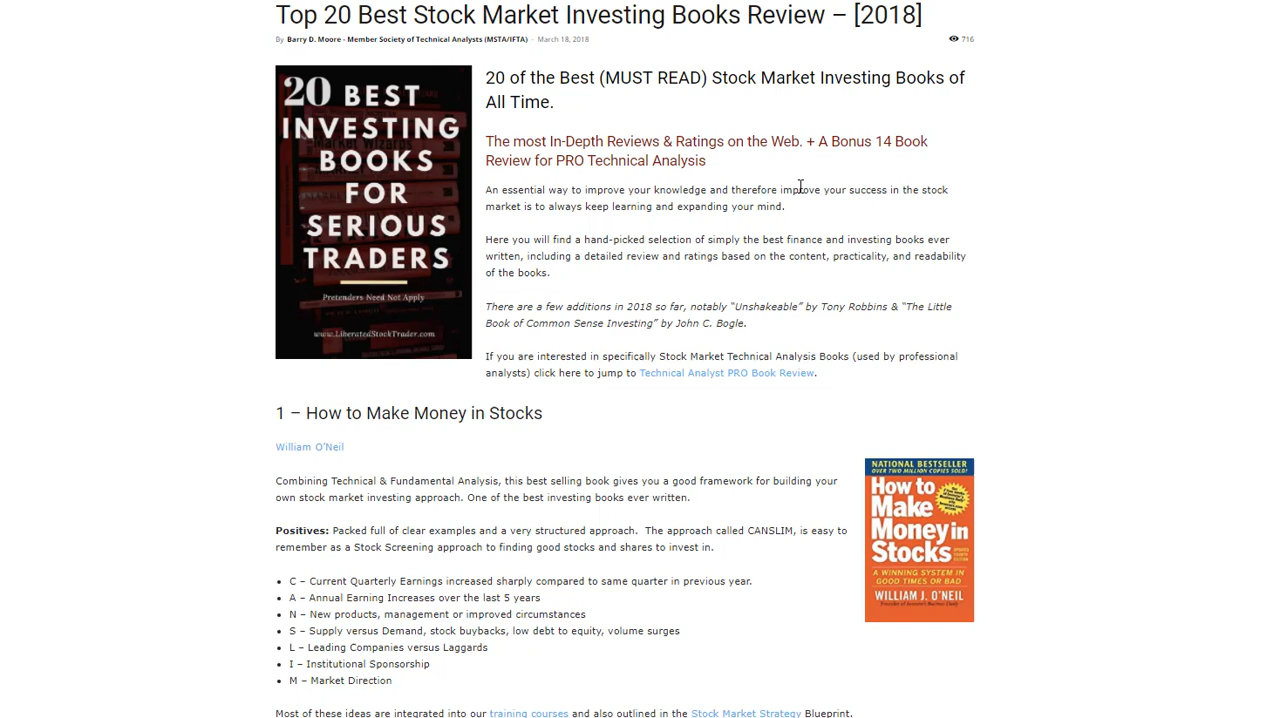 Top 20 Best Stock Market Investing Books Review – [2018]
By Barry D. Moore - Member Society of Technical Analysts (MSTA/IFTA) - March 18, 2018
716
20 BEST
INVESTING
BOOKS
FOR
SERIOUS
TRADERS
Pretenders Need Not Apply
www.LiberatedStockTrader.com
20 of the Best (MUST READ) Stock Market Investing Books of
All Time.
The most In-Depth Reviews & Ratings on the Web. + A Bonus 14 Book
Review for PRO Technical Analysis
An essential way to improve your knowledge and therefore improve your success in the stock
market is to always keep learning and expanding your mind.
Here you will find a hand-picked selection of simply the best finance and investing books ever
written, including a detailed review and ratings based on the content, practicality, and readability
of the books.
There are a few additions in 2018 so far, notably “Unshakeable” by Tony Robbins & “The Little
Book of Common Sense Investing” by John C. Bogle.
If you are interested in specifically Stock Market Technical Analysis Books (used by professional
analysts) click here to jump to Technical Analyst PRO Book Review.
1 – How to Make Money in Stocks
William O’Neil
Combining Technical & Fundamental Analysis, this best selling book gives you a good framework for building your
own stock market investing approach. One of the best investing books ever written.
Positives: Packed full of clear examples and a very structured approach. The approach called CANSLIM, is easy to
remember as a Stock Screening approach to finding good stocks and shares to invest in.
• C – Current Quarterly Earnings increased sharply compared to same quarter in previous year.
• A – Annual Earning Increases over the last 5 years
• N – New products, management or improved circumstances
• S – Supply versus Demand, stock buybacks, low debt to equity, volume surges
• L – Leading Companies versus Laggards
• I – Institutional Sponsorship
• M – Market Direction
NATIONAL BESTSELLER
OVER TWO MILLION COPIES SOLD!
How to
Make
Money in
Stocks
A WINNING SYSTEM IN
GOOD TIMES OR BAD
WILLIAM J. O'NEIL
Founder of Investor's Business Daily
Most of these ideas are integrated into our training courses and also outlined in the Stock Market Strategy Blueprint.